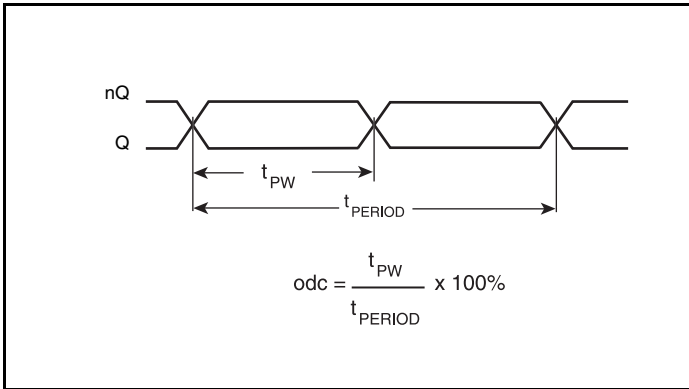 nQ
Q
tPW
tPERIOD
odc = tPW / tPERIOD x 100%